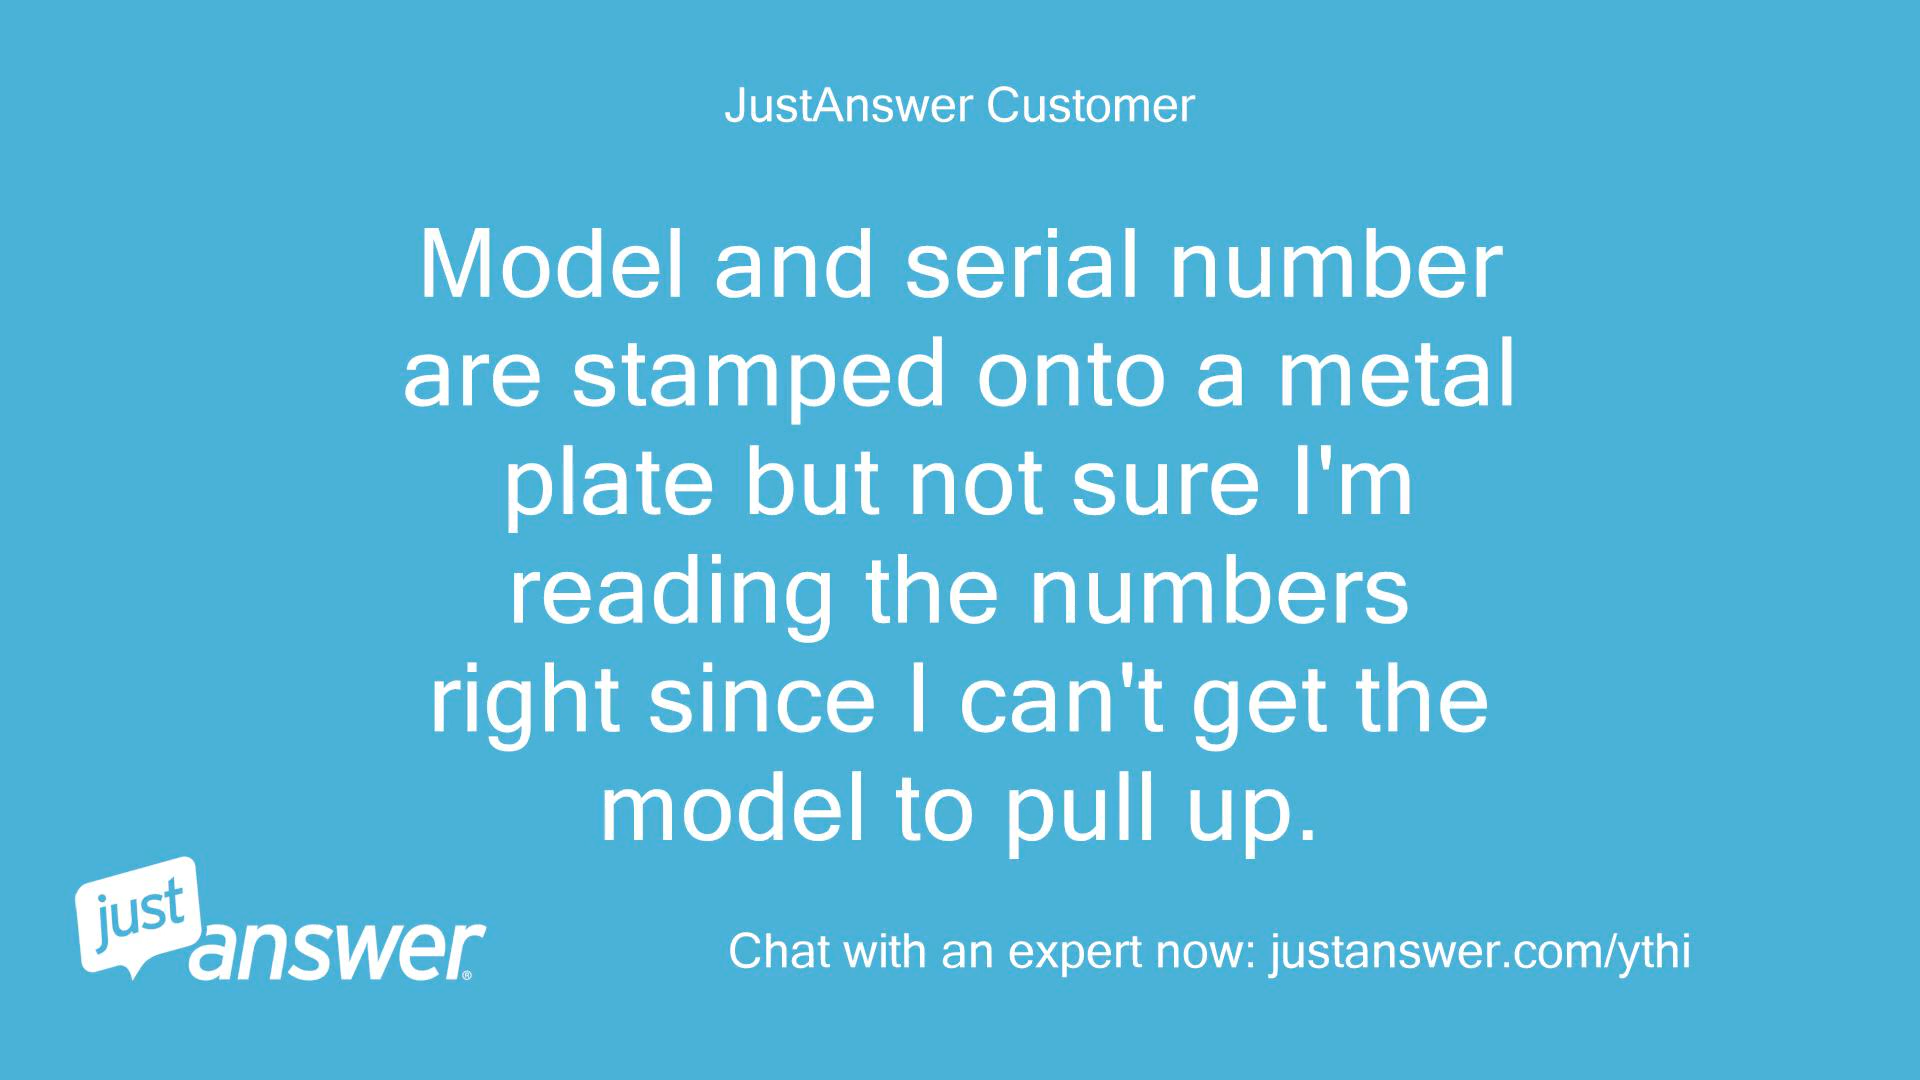 JustAnswer Customer
Model and serial number
are stamped onto a metal
plate but not sure I'm
reading the numbers
right since I can't get the
model to pull up.
just
answer®
Chat with an expert now: justanswer.com/ythi